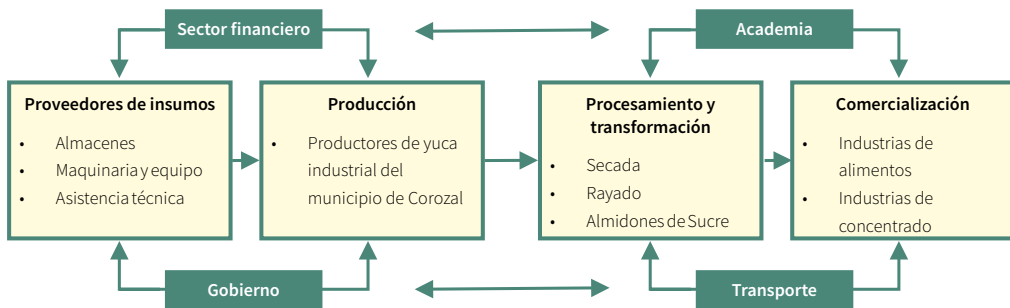 Sector financiero
Academia
Proveedores de insumos
• Almacenes
• Maquinaria y equipo
• Asistencia técnica
Producción
• Productores de yuca
industrial del
municipio de Corozal
Procesamiento y
transformación
• Secada
• Rayado
• Almidones de Sucre
Comercialización
• Industrias de
alimentos
• Industrias de
concentrado
Gobierno
Transporte